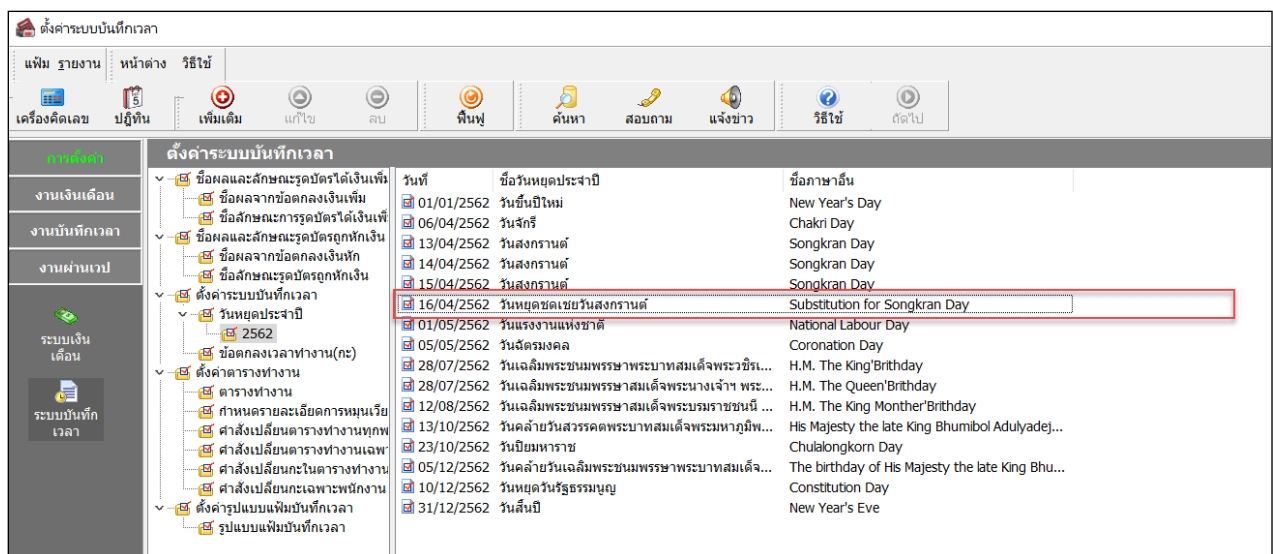 ตั้งค่าระบบบันทึกเวลา
แฟ้ม รายงาน หน้าต่าง วิธีใช้
เครื่องคิดเลข ปฏิทิน เพิ่มเติม แก้ไข ลบ ฟื้นฟู ค้นหา สอบถาม แจ้งข่าว วิธีใช้ ถัดไป
การตั้งค่า
งานเงินเดือน
งานบันทึกเวลา
งานผ่านเวป
ระบบเงิน
เดือน
ระบบบันทึก
เวลา
ตั้งค่าระบบบันทึกเวลา
ชื่อผลและลักษณะรูดบัตรได้เงินเพิ่ม
ชื่อผลจากข้อตกลงเงินเพิ่ม
ชื่อลักษณะการรูดบัตรได้เงินเพิ่
ชื่อผลและลักษณะรูดบัตรถูกหักเงิน
ชื่อผลจากข้อตกลงเงินหัก
ชื่อลักษณะรูดบัตรถูกหักเงิน
ตั้งค่าระบบบันทึกเวลา
วันหยุดประจำปี
2562
ข้อตกลงเวลาทำงาน(กะ)
ตั้งค่าตารางทำงาน
ตารางทำงาน
กำหนดรายละเอียดการหมุนเวีย
คำสั่งเปลี่ยนตารางทำงานทุกพ
คำสั่งเปลี่ยนตารางทำงานเฉพา
คำสั่งเปลี่ยนกะในตารางทำงาน
คำสั่งเปลี่ยนกะเฉพาะพนักงาน
ตั้งค่ารูปแบบแฟ้มบันทึกเวลา
รูปแบบแฟ้มบันทึกเวลา
วันที่ ชื่อวันหยุดประจำปี ชื่อภาษาอื่น
01/01/2562 วันขึ้นปีใหม่ New Year's Day
06/04/2562 วันจักรี Chakri Day
13/04/2562 วันสงกรานต์ Songkran Day
14/04/2562 วันสงกรานต์ Songkran Day
15/04/2562 วันสงกรานต์ Songkran Day
16/04/2562 วันหยุดชดเชยวันสงกรานต์ Substitution for Songkran Day
01/05/2562 วันแรงงานแห่งชาติ National Labour Day
05/05/2562 วันฉัตรมงคล Coronation Day
28/07/2562 วันเฉลิมพระชนมพรรษาพระบาทสมเด็จพระวชิร... H.M. The King'Brithday
28/07/2562 วันเฉลิมพระชนมพรรษาสมเด็จพระนางเจ้าฯ พระ... H.M. The Queen'Brithday
12/08/2562 วันเฉลิมพระชนมพรรษาสมเด็จพระบรมราชชนนี ... H.M. The King Monther'Brithday
13/10/2562 วันคล้ายวันสวรรคตพระบาทสมเด็จพระมหาภูมิพ... His Majesty the late King Bhumibol Adulyadej...
23/10/2562 วันปิยมหาราช Chulalongkorn Day
05/12/2562 วันคล้ายวันเฉลิมพระชนมพรรษาพระบาทสมเด็จ... The birthday of His Majesty the late King Bhu...
10/12/2562 วันหยุดวันรัฐธรรมนูญ Constitution Day
31/12/2562 วันสิ้นปี New Year's Eve